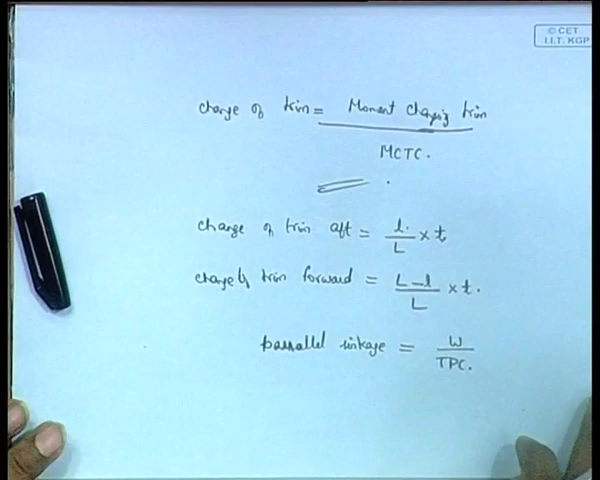 © CET
I.I.T. KGP
change of trim = Moment changing trim / MCTC.
change of trim aft = l. / L × t
change of trim forward = L - l / L × t.
parallel sinkage = W / TPC.